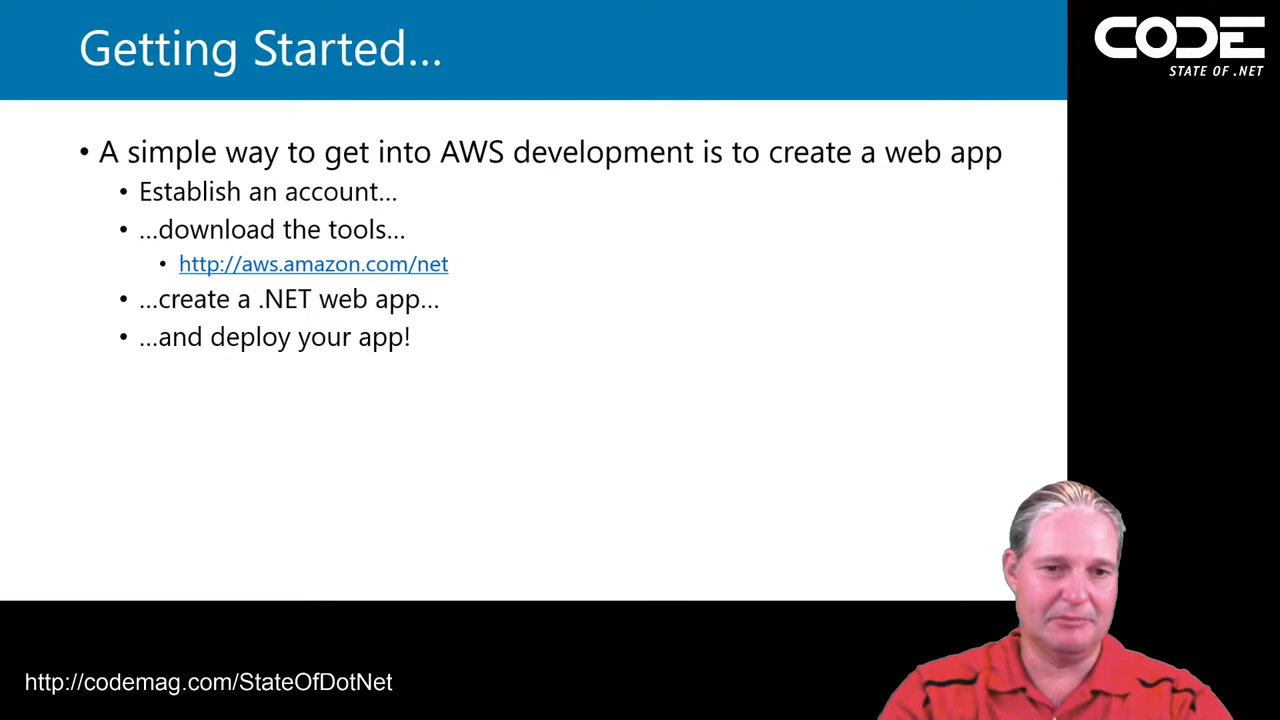 Getting Started...
CODE
STATE OF .NET
• A simple way to get into AWS development is to create a web app
• Establish an account...
• ...download the tools...
• http://aws.amazon.com/net
• ...create a .NET web app...
• ...and deploy your app!
http://codemag.com/StateOfDotNet